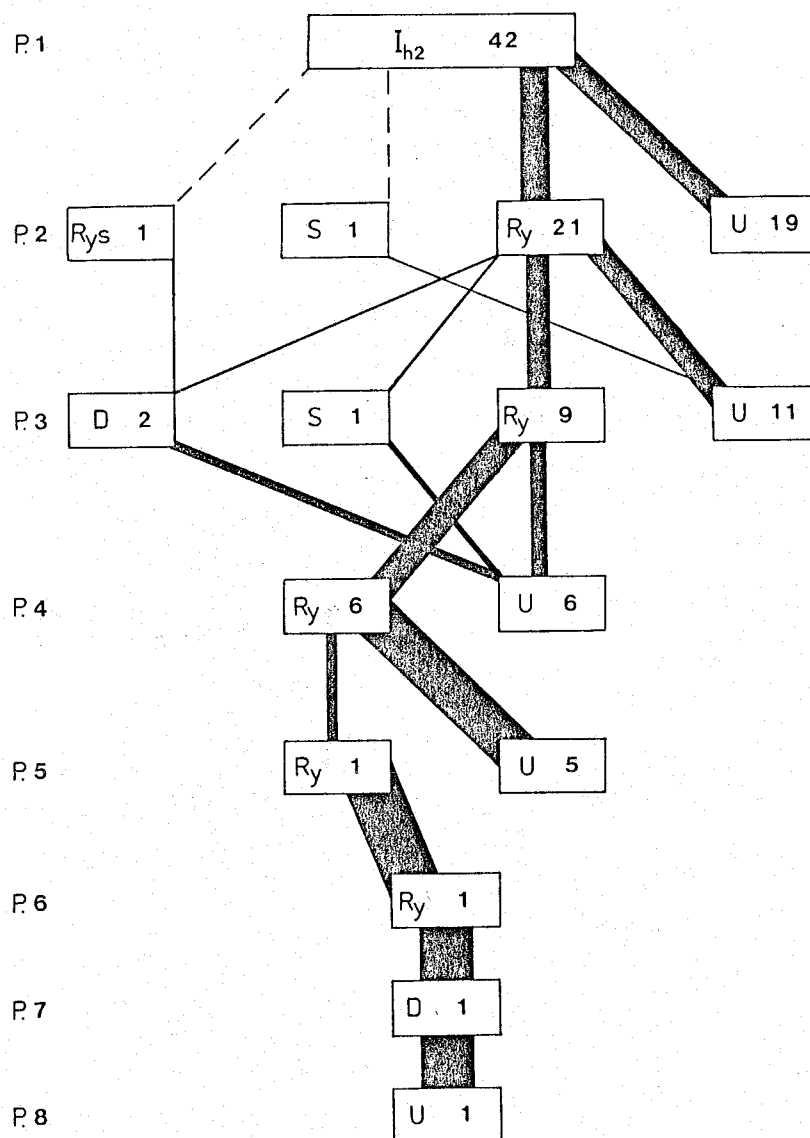 P.1 I_h2 42
P.2 Rys 1 S 1 Ry 21 U 19
P.3 D 2 S 1 Ry 9 U 11
P.4 Ry 6 U 6
P.5 Ry 1 U 5
P.6 Ry 1
P.7 D 1
P.8 U 1